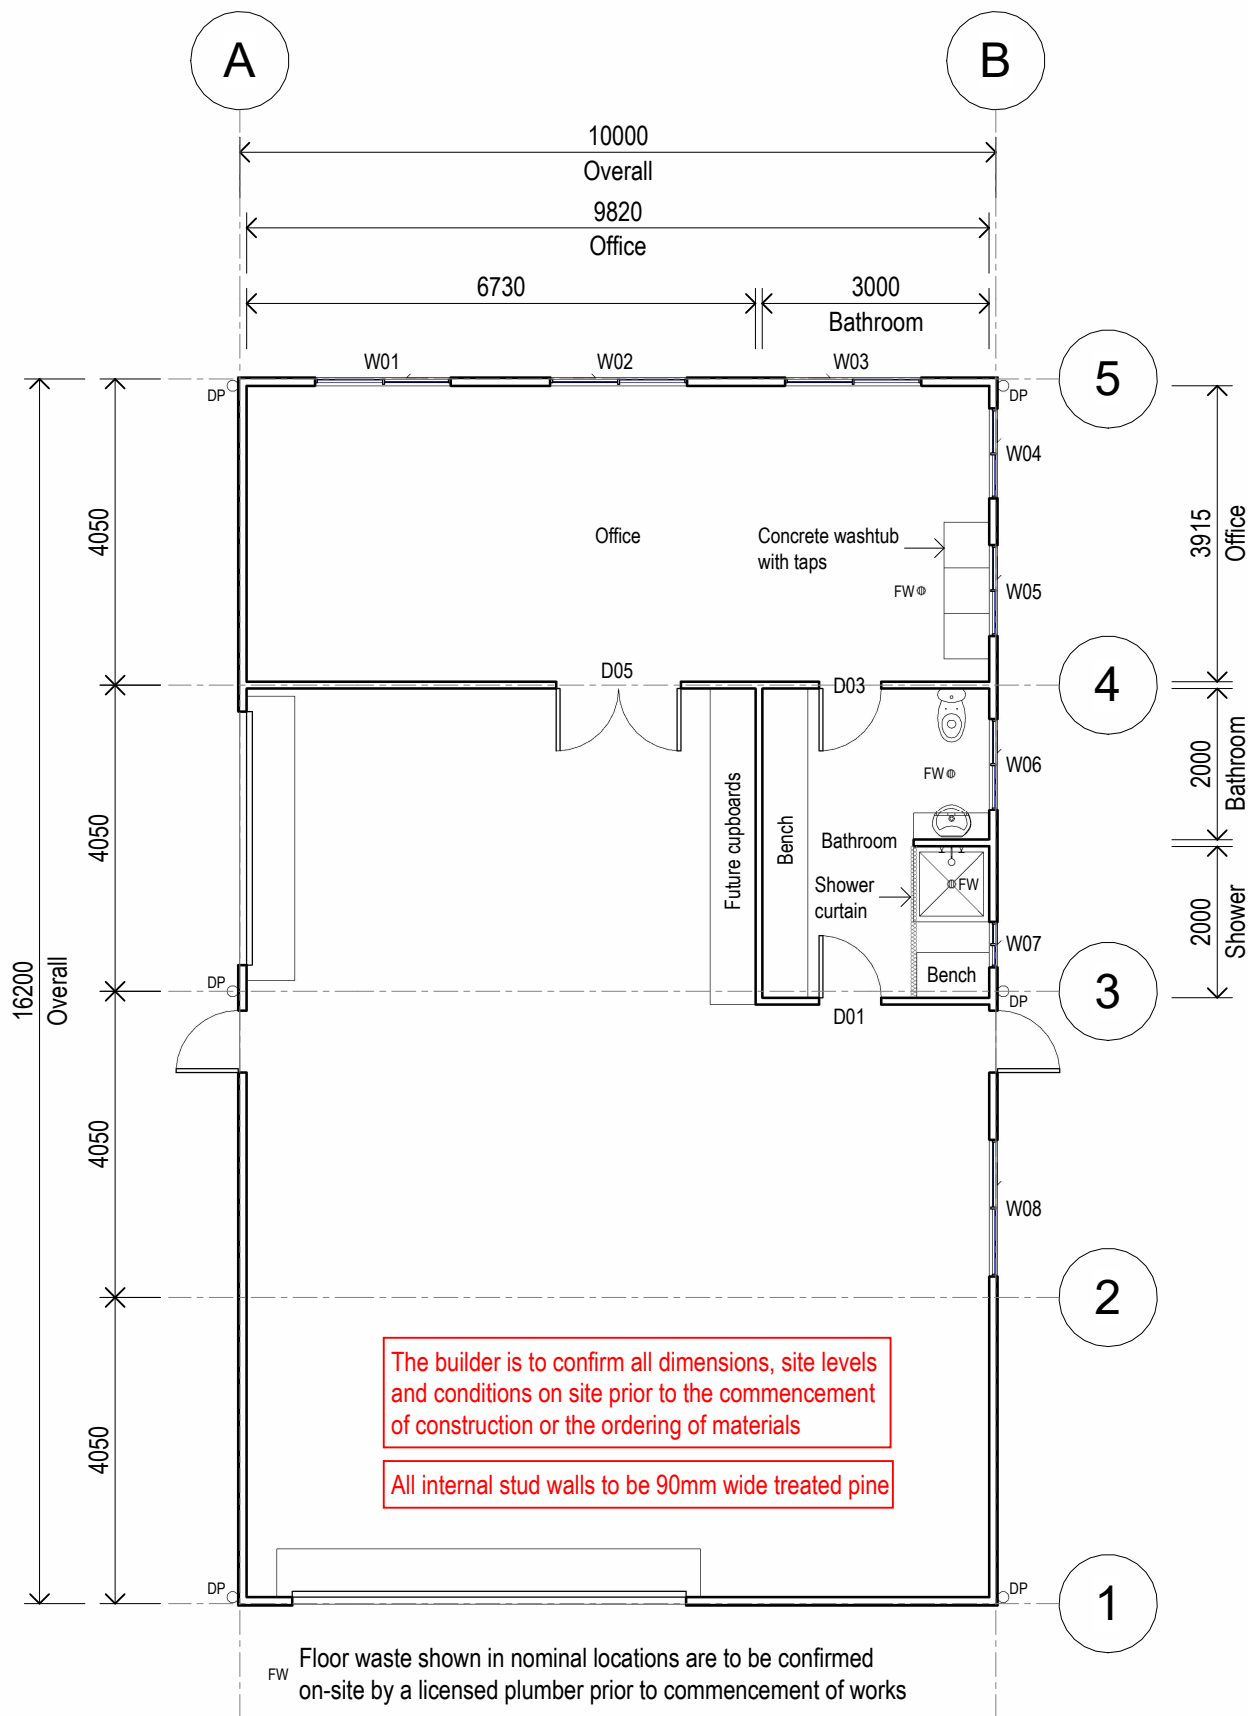 A
B
10000
Overall
9820
Office
6730
3000
Bathroom
W01
W02
W03
5
DP
DP
W04
4050
Office
Concrete washtub
with taps
3915
Office
FW
W05
D05
D03
4
4050
Future cupboards
Bench
FW
W06
2000
Bathroom
Bathroom
Shower
curtain
FW
2000
Shower
W07
Bench
16200
Overall
DP
DP
3
D01
4050
W08
2
The builder is to confirm all dimensions, site levels
and conditions on site prior to the commencement
of construction or the ordering of materials
4050
All internal stud walls to be 90mm wide treated pine
DP
DP
1
FW
Floor waste shown in nominal locations are to be confirmed
on-site by a licensed plumber prior to commencement of works